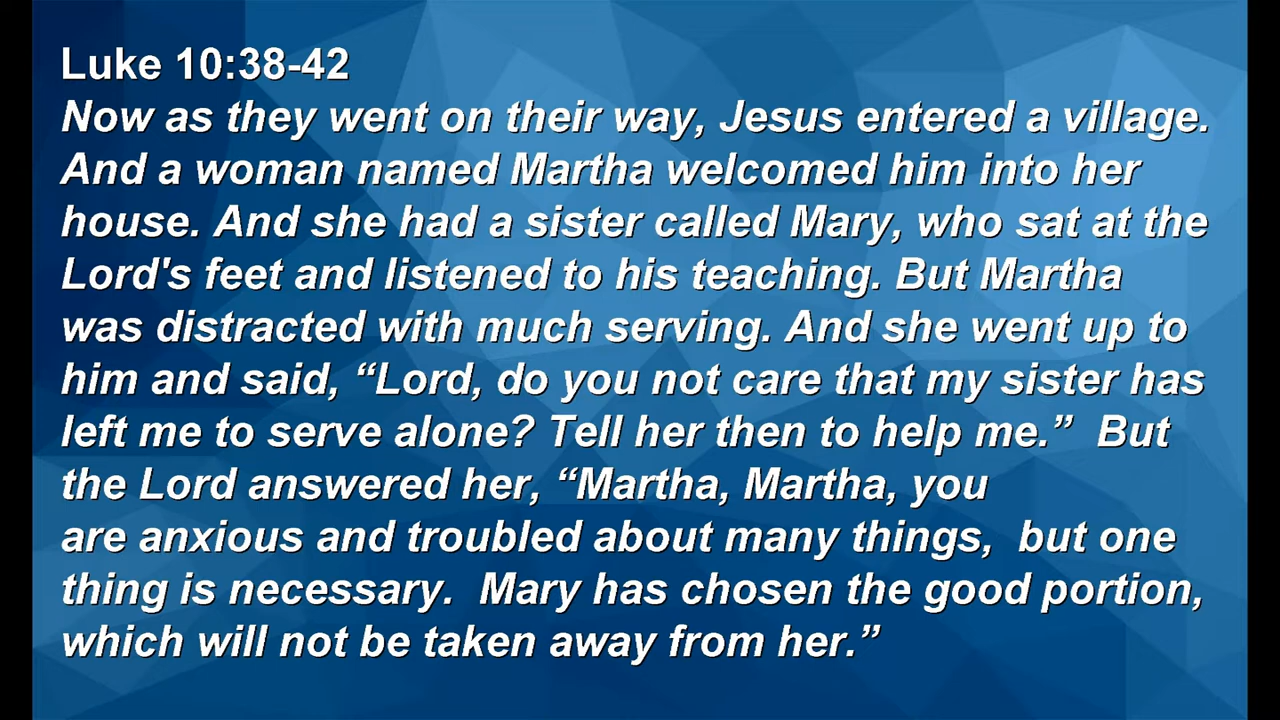 Luke 10:38-42
Now as they went on their way, Jesus entered a village.
And a woman named Martha welcomed him into her
house. And she had a sister called Mary, who sat at the
Lord's feet and listened to his teaching. But Martha
was distracted with much serving. And she went up to
him and said, “Lord, do you not care that my sister has
left me to serve alone? Tell her then to help me.”  But
the Lord answered her, “Martha, Martha, you
are anxious and troubled about many things,  but one
thing is necessary.  Mary has chosen the good portion,
which will not be taken away from her.”